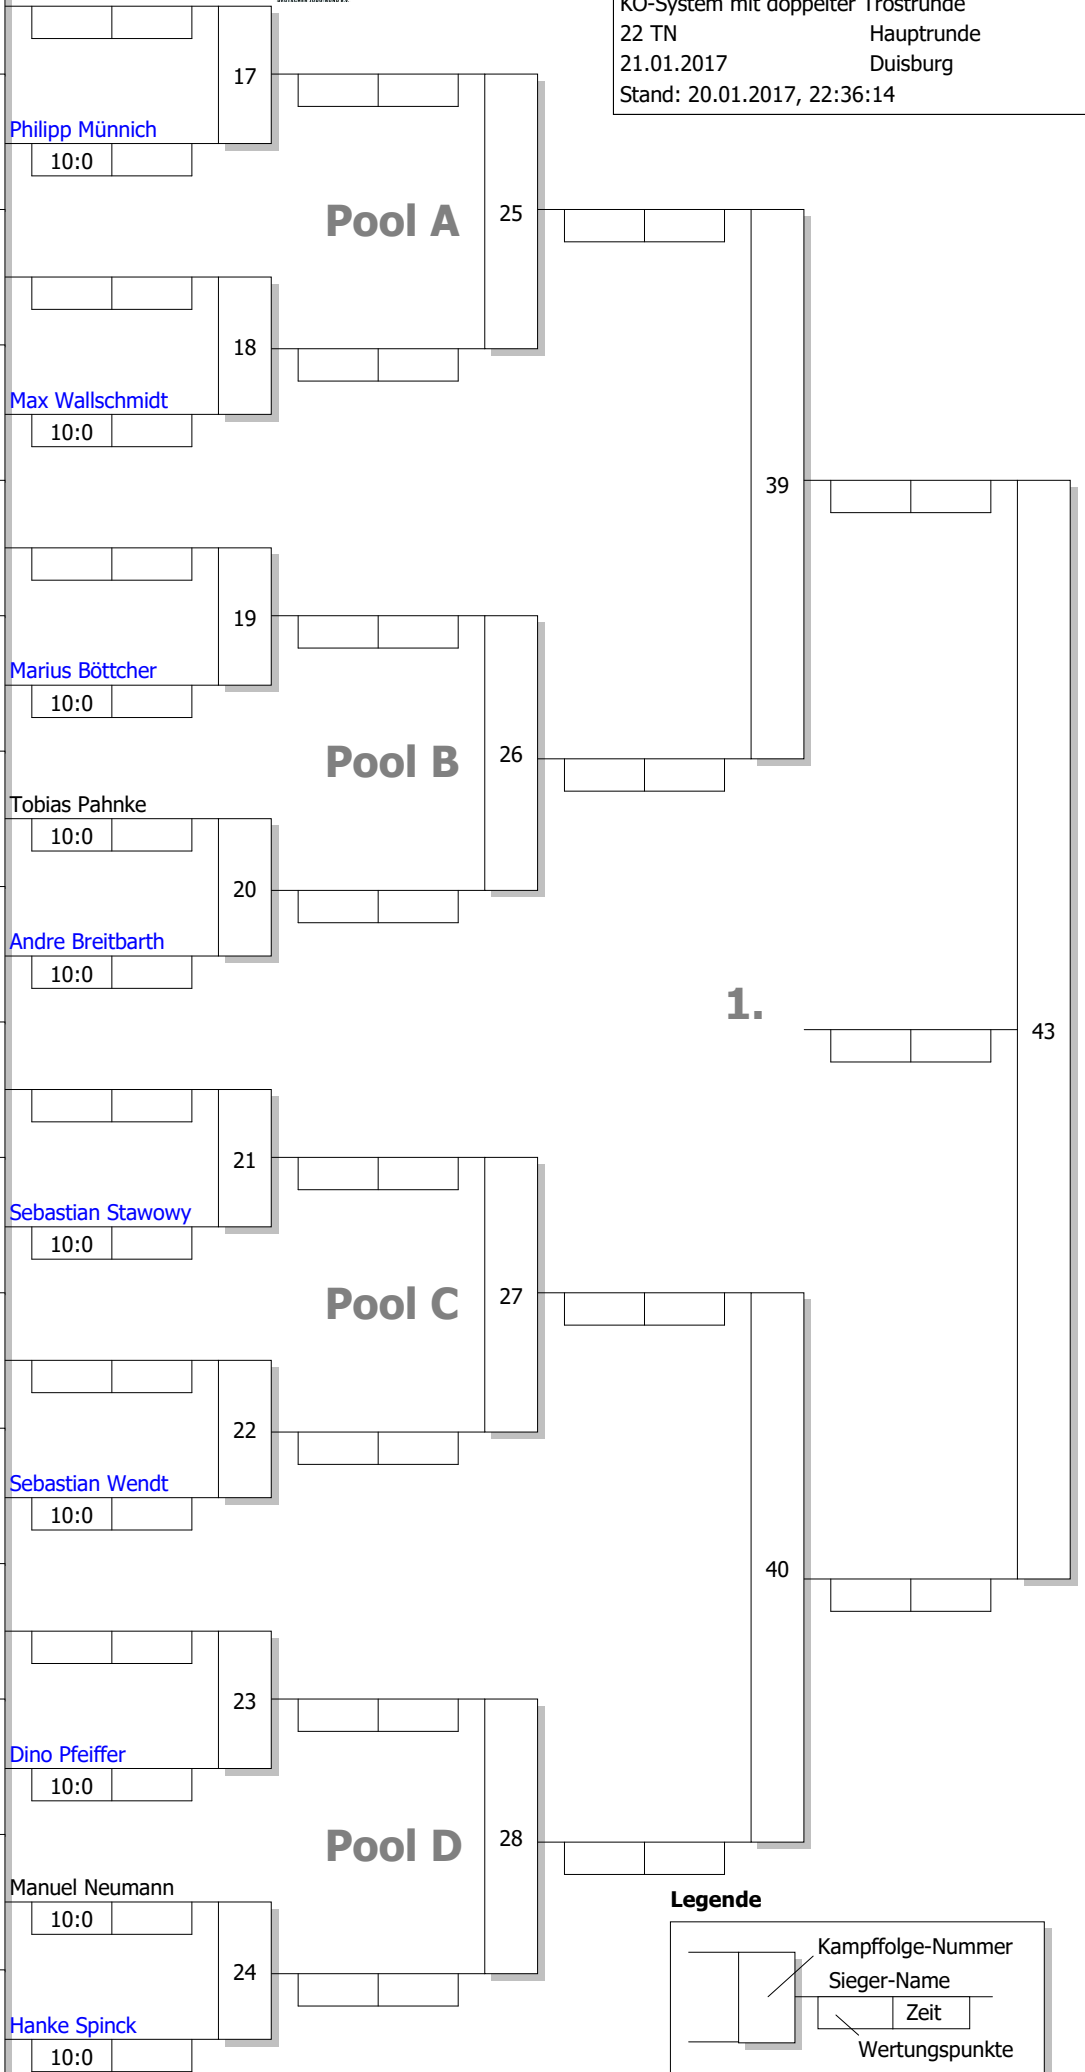 KO-System mit doppelter Trostrunde
22 TN Hauptrunde
21.01.2017 Duisburg
Stand: 20.01.2017, 22:36:14
17
Philipp Münnich
10:0
Pool A
25
18
Max Wallschmidt
10:0
39
19
Marius Böttcher
10:0
Pool B
26
Tobias Pahnke
10:0
20
Andre Breitbarth
10:0
1.
43
21
Sebastian Stawowy
10:0
Pool C
27
22
Sebastian Wendt
10:0
40
23
Dino Pfeiffer
10:0
Pool D
28
Manuel Neumann
10:0
24
Hanke Spinck
10:0
Legende
Kampffolge-Nummer
Sieger-Name
Zeit
Wertungspunkte